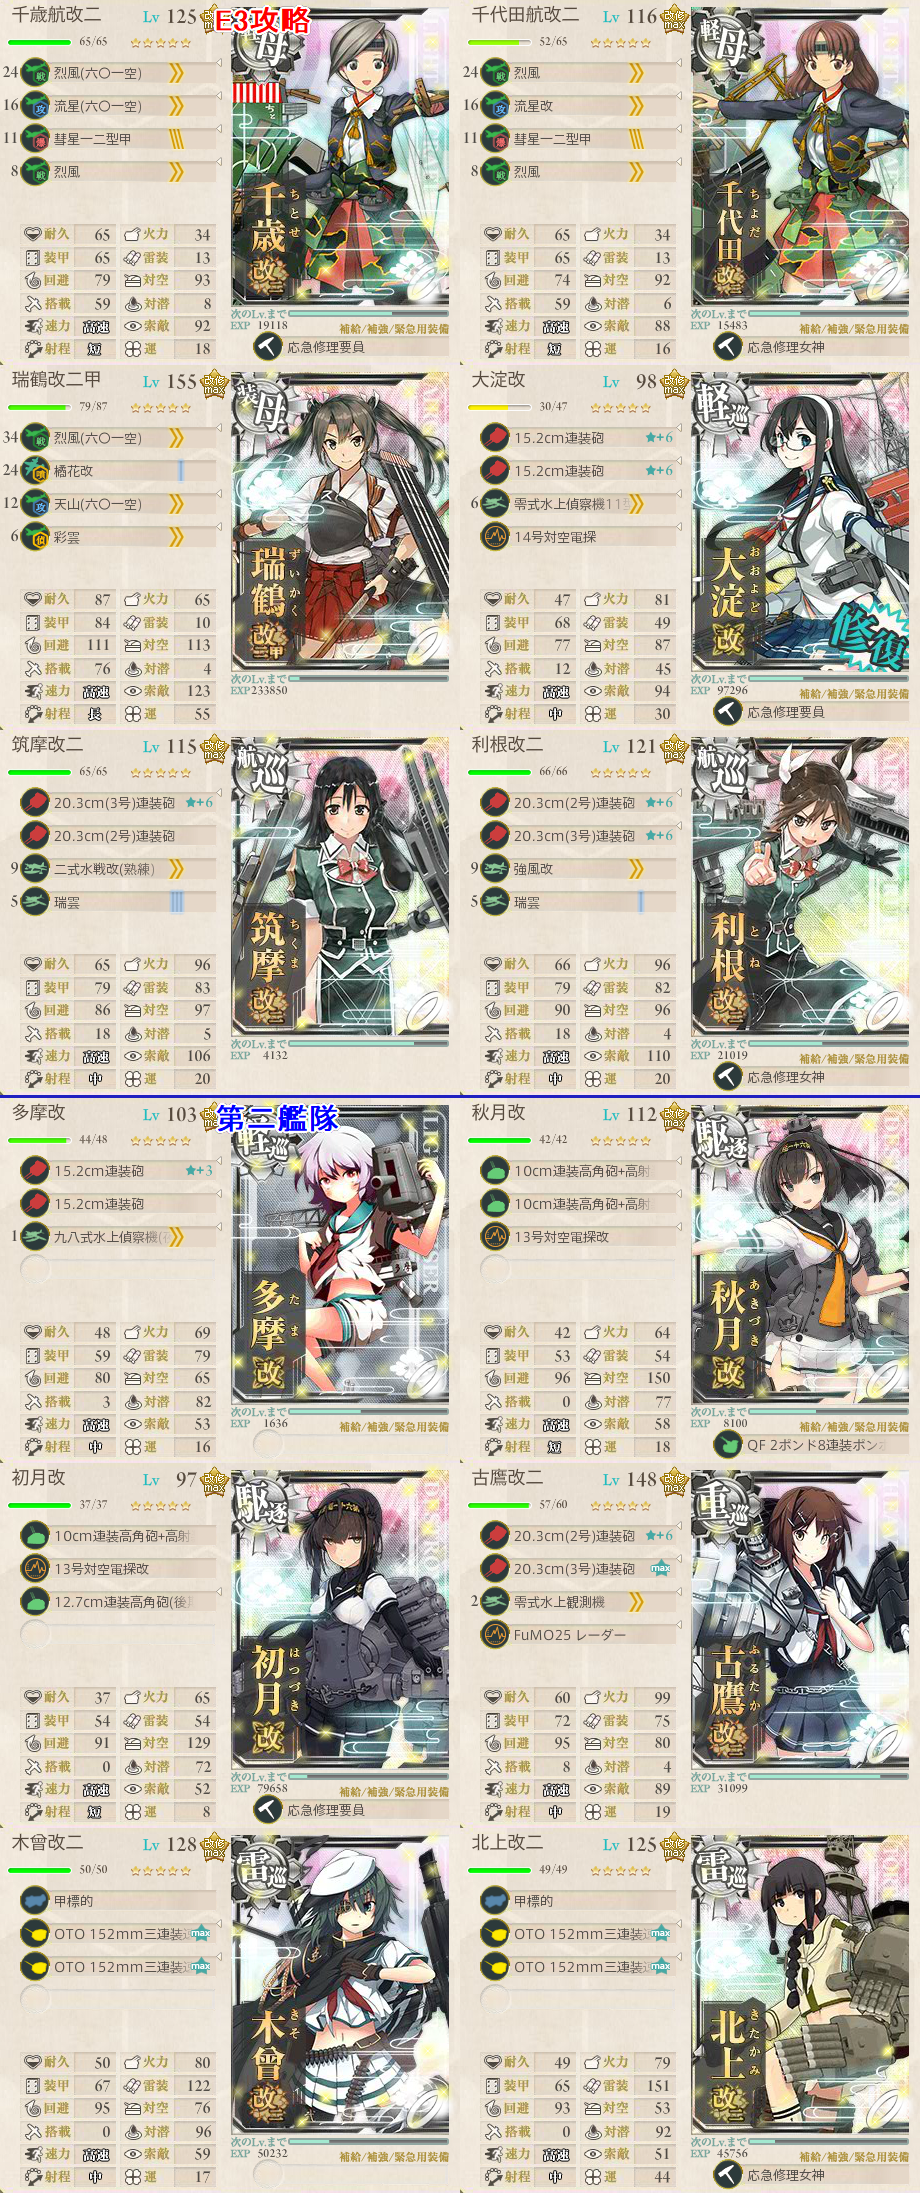 E3攻略
千歳航改二 Lv 125
65/65
24 烈風(六〇一空)
16 流星(六〇一空)
11 彗星一二型甲
8 烈風
耐久 65 火力 34
装甲 65 雷装 13
回避 79 対空 93
搭載 59 対潜 8
速力 高速 索敵 92
射程 短 運 18
軽母
千歳改二
ちとせ
次のLv.まで
EXP 19118
補給/補強/緊急用装備
応急修理要員
千代田航改二 Lv 116
52/65
24 烈風
16 流星改
11 彗星一二型甲
8 烈風
耐久 65 火力 34
装甲 65 雷装 13
回避 74 対空 92
搭載 59 対潜 6
速力 高速 索敵 88
射程 短 運 16
軽母
千代田改二
ちよだ
次のLv.まで
EXP 15483
補給/補強/緊急用装備
応急修理女神
瑞鶴改二甲 Lv 155
79/87
34 烈風(六〇一空)
24 橘花改
12 天山(六〇一空)
6 彩雲
耐久 87 火力 65
装甲 84 雷装 10
回避 111 対空 113
搭載 76 対潜 4
速力 高速 索敵 123
射程 長 運 55
装母
瑞鶴改二甲
ずいかく
次のLv.まで
EXP 233850
大淀改 Lv 98
30/47
15.2cm連装砲 ★+6
15.2cm連装砲 ★+6
6 零式水上偵察機11型
14号対空電探
耐久 47 火力 81
装甲 68 雷装 49
回避 77 対空 87
搭載 12 対潜 45
速力 高速 索敵 94
射程 中 運 30
軽巡
大淀改
おおよど
修復
次のLv.まで
EXP 97296
補給/補強/緊急用装備
応急修理要員
筑摩改二 Lv 115
65/65
20.3cm(3号)連装砲 ★+6
20.3cm(2号)連装砲
9 二式水戦改(熟練)
5 瑞雲
耐久 65 火力 96
装甲 79 雷装 83
回避 86 対空 97
搭載 18 対潜 5
速力 高速 索敵 106
射程 中 運 20
航巡
筑摩改二
ちくま
次のLv.まで
EXP 4132
利根改二 Lv 121
66/66
20.3cm(2号)連装砲
20.3cm(3号)連装砲 ★+6
9 強風改
5 瑞雲
耐久 66 火力 96
装甲 79 雷装 82
回避 90 対空 96
搭載 18 対潜 4
速力 高速 索敵 110
射程 中 運 20
航巡
利根改二
とね
次のLv.まで
EXP 21019
補給/補強/緊急用装備
応急修理女神
第二艦隊
多摩改 Lv 103
44/48
15.2cm連装砲 ★+3
15.2cm連装砲
1 九八式水上偵察機(夜
耐久 48 火力 69
装甲 59 雷装 79
回避 80 対空 65
搭載 3 対潜 82
速力 高速 索敵 53
射程 中 運 16
軽巡
多摩改
たま
次のLv.まで
EXP 1636
補給/補強/緊急用装備
秋月改 Lv 112
42/42
10cm連装高角砲+高射
10cm連装高角砲+高射
13号対空電探改
耐久 42 火力 64
装甲 53 雷装 54
回避 96 対空 150
搭載 0 対潜 77
速力 高速 索敵 58
射程 短 運 18
駆逐
秋月改
あきづき
次のLv.まで
EXP 8100
補給/補強/緊急用装備
QF 2ポンド8連装ポンポ
初月改 Lv 97
37/37
10cm連装高角砲+高射
13号対空電探改
12.7cm連装高角砲(後
耐久 37 火力 65
装甲 54 雷装 54
回避 91 対空 129
搭載 0 対潜 72
速力 高速 索敵 52
射程 短 運 8
駆逐
初月改
はつづき
次のLv.まで
EXP 79658
補給/補強/緊急用装備
応急修理要員
古鷹改二 Lv 148
57/60
20.3cm(2号)連装砲 ★+6
20.3cm(3号)連装砲 max
2 零式水上観測機
FuMO25 レーダー
耐久 60 火力 99
装甲 72 雷装 75
回避 95 対空 80
搭載 8 対潜 4
速力 高速 索敵 89
射程 中 運 19
重巡
古鷹改二
ふるたか
次のLv.まで
EXP 31099
木曾改二 Lv 128
50/50
甲標的
OTO 152mm三連装速 max
OTO 152mm三連装速 max
耐久 50 火力 80
装甲 67 雷装 122
回避 95 対空 76
搭載 0 対潜 96
速力 高速 索敵 59
射程 中 運 17
雷巡
木曾改二
きそ
次のLv.まで
EXP 50232
補給/補強/緊急用装備
北上改二 Lv 125
49/49
甲標的
OTO 152mm三連装速 max
OTO 152mm三連装速 max
耐久 49 火力 79
装甲 65 雷装 151
回避 93 対空 53
搭載 0 対潜 92
速力 高速 索敵 51
射程 中 運 44
雷巡
北上改二
きたかみ
次のLv.まで
EXP 45756
補給/補強/緊急用装備
応急修理女神